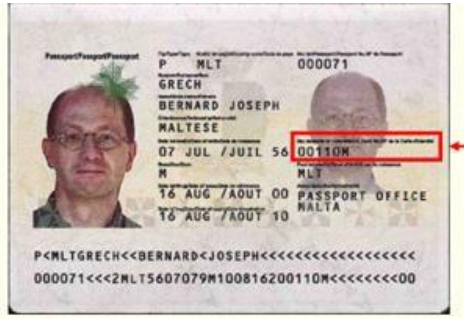 Passaport/Passport/Passeport
P MLT 000071
GRECH
BERNARD JOSEPH
MALTESE
07 JUL /JUIL 56 00110M
M MLT
16 AUG /AOUT 00 PASSPORT OFFICE
16 AUG /AOUT 10 MALTA
P<MLTGRECH<<BERNARD<JOSEPH<<<<<<<<<<<<<<<<<<
000071<<<2MLT5607079M100816200110M<<<<<<<<00